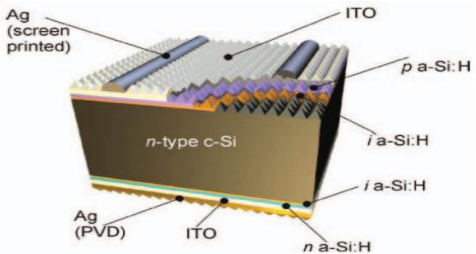 Ag
(screen
printed)
ITO
p a-Si:H
n-type c-Si
i a-Si:H
i a-Si:H
Ag
(PVD)
ITO
n a-Si:H